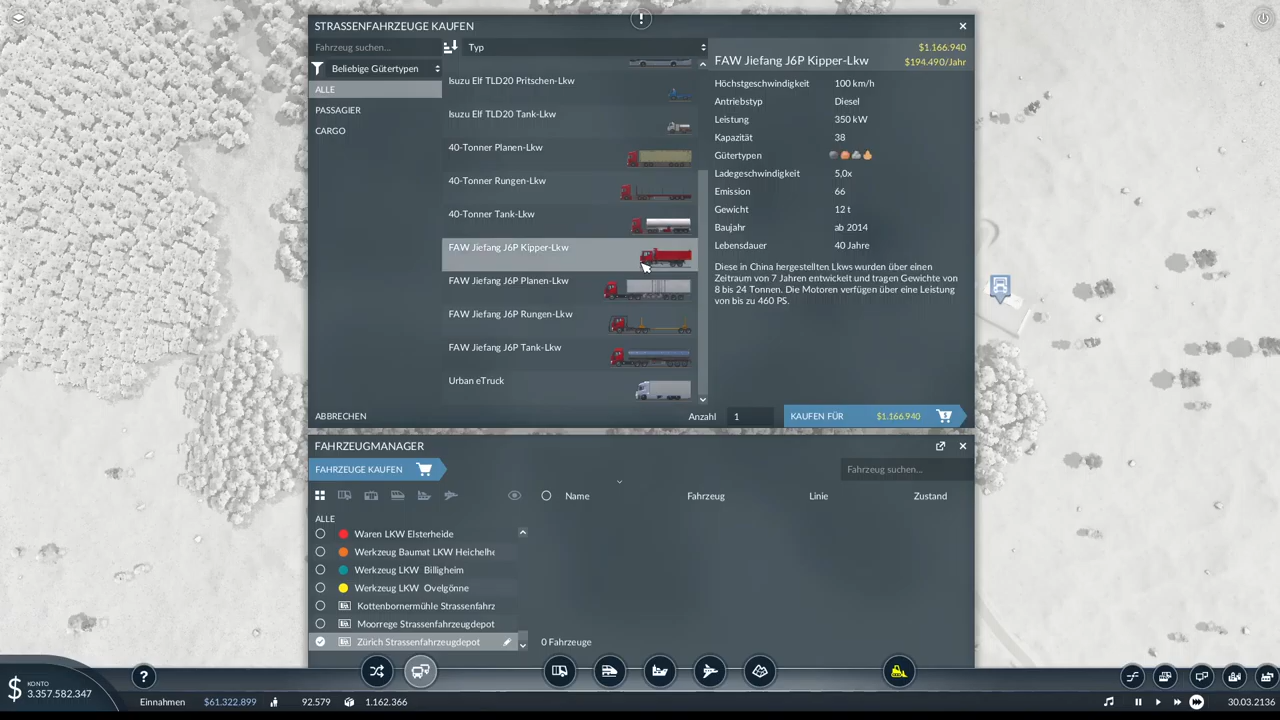 STRASSENFAHRZEUGE KAUFEN
Fahrzeug suchen...
Typ
Beliebige Gütertypen
ALLE
PASSAGIER
CARGO
Isuzu Elf TLD20 Pritschen-Lkw
Isuzu Elf TLD20 Tank-Lkw
40-Tonner Planen-Lkw
40-Tonner Rungen-Lkw
40-Tonner Tank-Lkw
FAW Jiefang J6P Kipper-Lkw
FAW Jiefang J6P Planen-Lkw
FAW Jiefang J6P Rungen-Lkw
FAW Jiefang J6P Tank-Lkw
Urban eTruck
$1.166.940
FAW Jiefang J6P Kipper-Lkw
$194.490/Jahr
Höchstgeschwindigkeit 100 km/h
Antriebstyp Diesel
Leistung 350 kW
Kapazität 38
Gütertypen
Ladegeschwindigkeit 5,0x
Emission 66
Gewicht 12 t
Baujahr ab 2014
Lebensdauer 40 Jahre
Diese in China hergestellten Lkws wurden über einen
Zeitraum von 7 Jahren entwickelt und tragen Gewichte von
8 bis 24 Tonnen. Die Motoren verfügen über eine Leistung
von bis zu 460 PS.
ABBRECHEN
Anzahl 1
KAUFEN FÜR $1.166.940
FAHRZEUGMANAGER
FAHRZEUGE KAUFEN
Fahrzeug suchen...
Name Fahrzeug Linie Zustand
ALLE
Waren LKW Elsterheide
Werkzeug Baumat LKW Heichelhe
Werkzeug LKW Billigheim
Werkzeug LKW Ovelgönne
Kottenbornermühle Strassenfahrz
Moorrege Strassenfahrzeugdepot
Zürich Strassenfahrzeugdepot
0 Fahrzeuge
$ KONTO
3.357.582.347
?
Einnahmen $61.322.899 92.579 1.162.366
30.03.2136